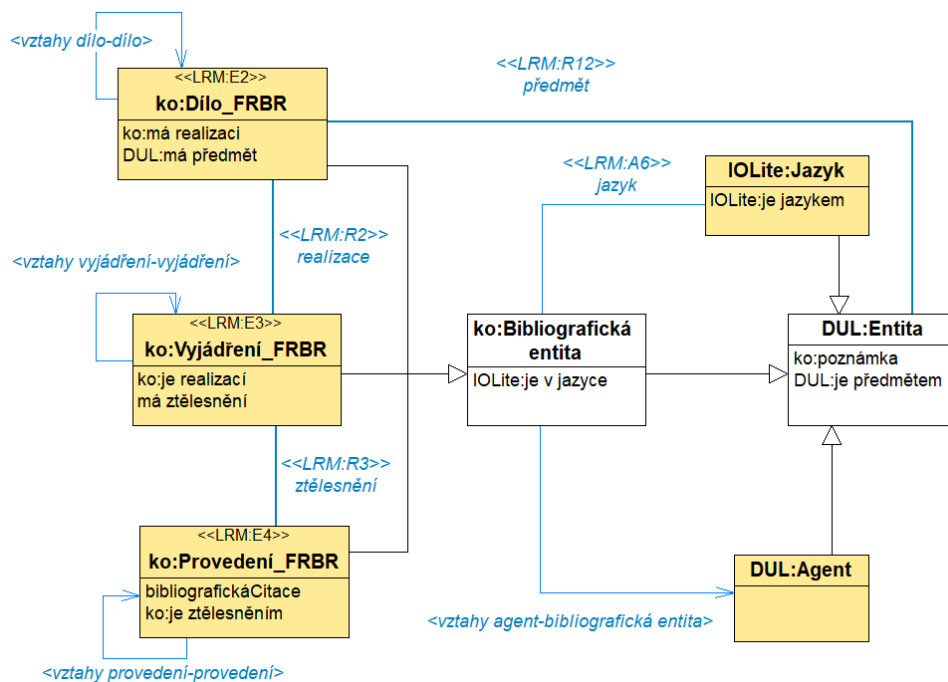 <vztahy dílo-dílo>
<<LRM:E2>>
ko:Dílo_FRBR
ko:má realizaci
DUL:má předmět
<<LRM:R12>>
předmět
<<LRM:A6>>
jazyk
IOLite:Jazyk
IOLite:je jazykem
<<LRM:R2>>
realizace
<vztahy vyjádření-vyjádření>
<<LRM:E3>>
ko:Vyjádření_FRBR
ko:je realizací
má ztělesnění
ko:Bibliografická
entita
IOLite:je v jazyce
DUL:Entita
ko:poznámka
DUL:je předmětem
<<LRM:R3>>
ztělesnění
<<LRM:E4>>
ko:Provedení_FRBR
bibliografickáCitace
ko:je ztělesněním
DUL:Agent
<vztahy agent-bibliografická entita>
<vztahy provedení-provedení>